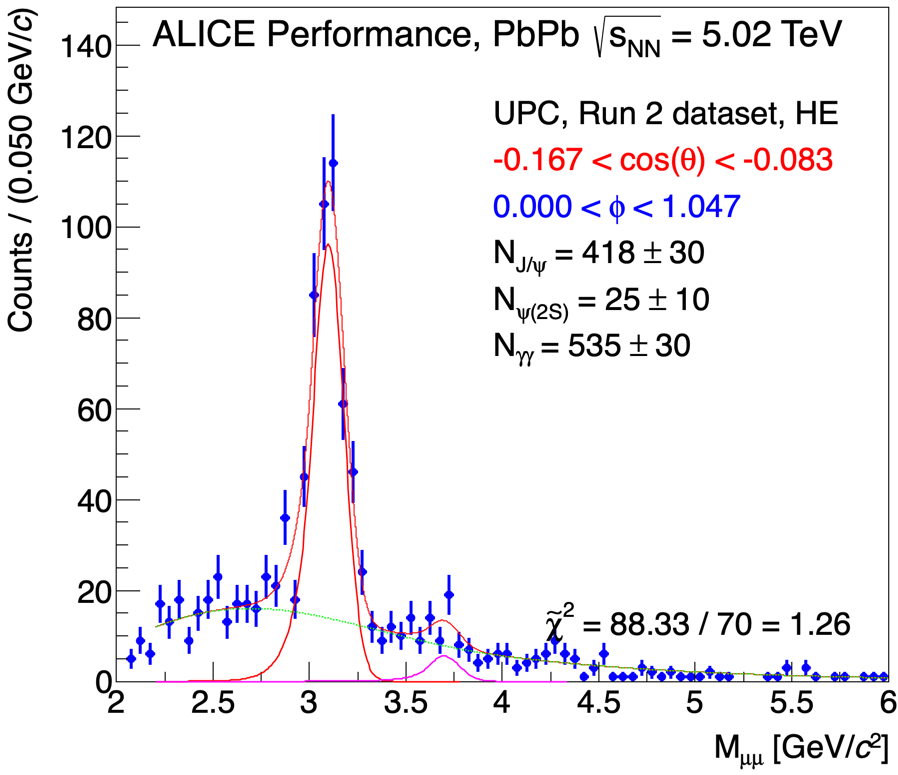 ALICE Performance, PbPb √s_NN = 5.02 TeV
UPC, Run 2 dataset, HE
-0.167 < cos(θ) < -0.083
0.000 < φ < 1.047
N_J/ψ = 418 ± 30
N_ψ(2S) = 25 ± 10
N_γγ = 535 ± 30
χ̃² = 88.33 / 70 = 1.26
Counts / (0.050 GeV/c)
140
120
100
80
60
40
20
0
2 2.5 3 3.5 4 4.5 5 5.5 6
M_μμ [GeV/c²]